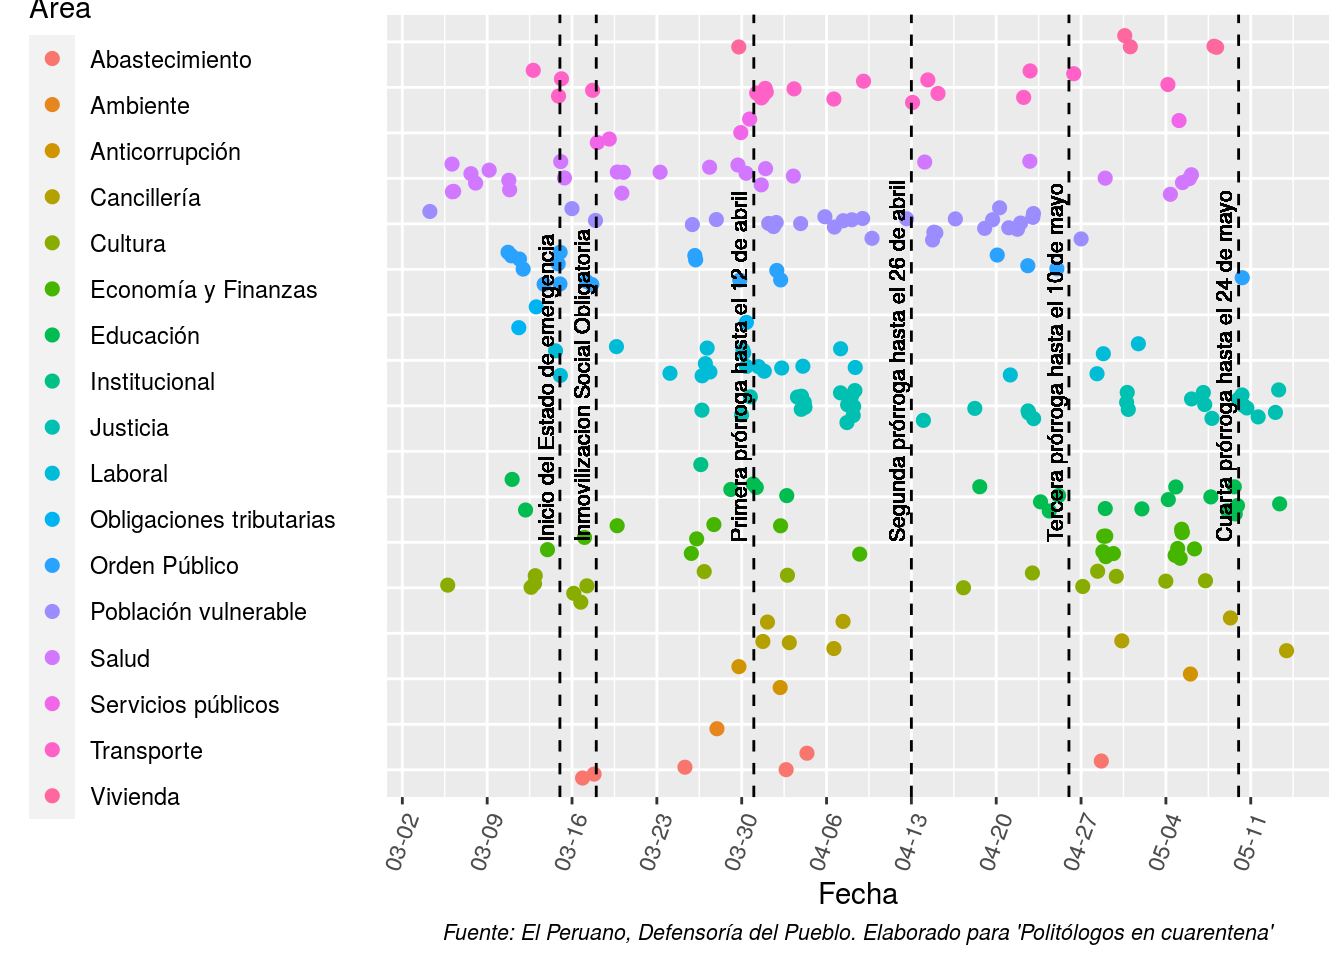 Área
Abastecimiento
Ambiente
Anticorrupción
Cancillería
Cultura
Economía y Finanzas
Educación
Institucional
Justicia
Laboral
Obligaciones tributarias
Orden Público
Población vulnerable
Salud
Servicios públicos
Transporte
Vivienda
Inicio del Estado de emergencia
Inmovilizacion Social Obligatoria
Primera prórroga hasta el 12 de abril
Segunda prórroga hasta el 26 de abril
Tercera prórroga hasta el 10 de mayo
Cuarta prórroga hasta el 24 de mayo
03-02
03-09
03-16
03-23
03-30
04-06
04-13
04-20
04-27
05-04
05-11
Fecha
Fuente: El Peruano, Defensoría del Pueblo. Elaborado para 'Politólogos en cuarentena'